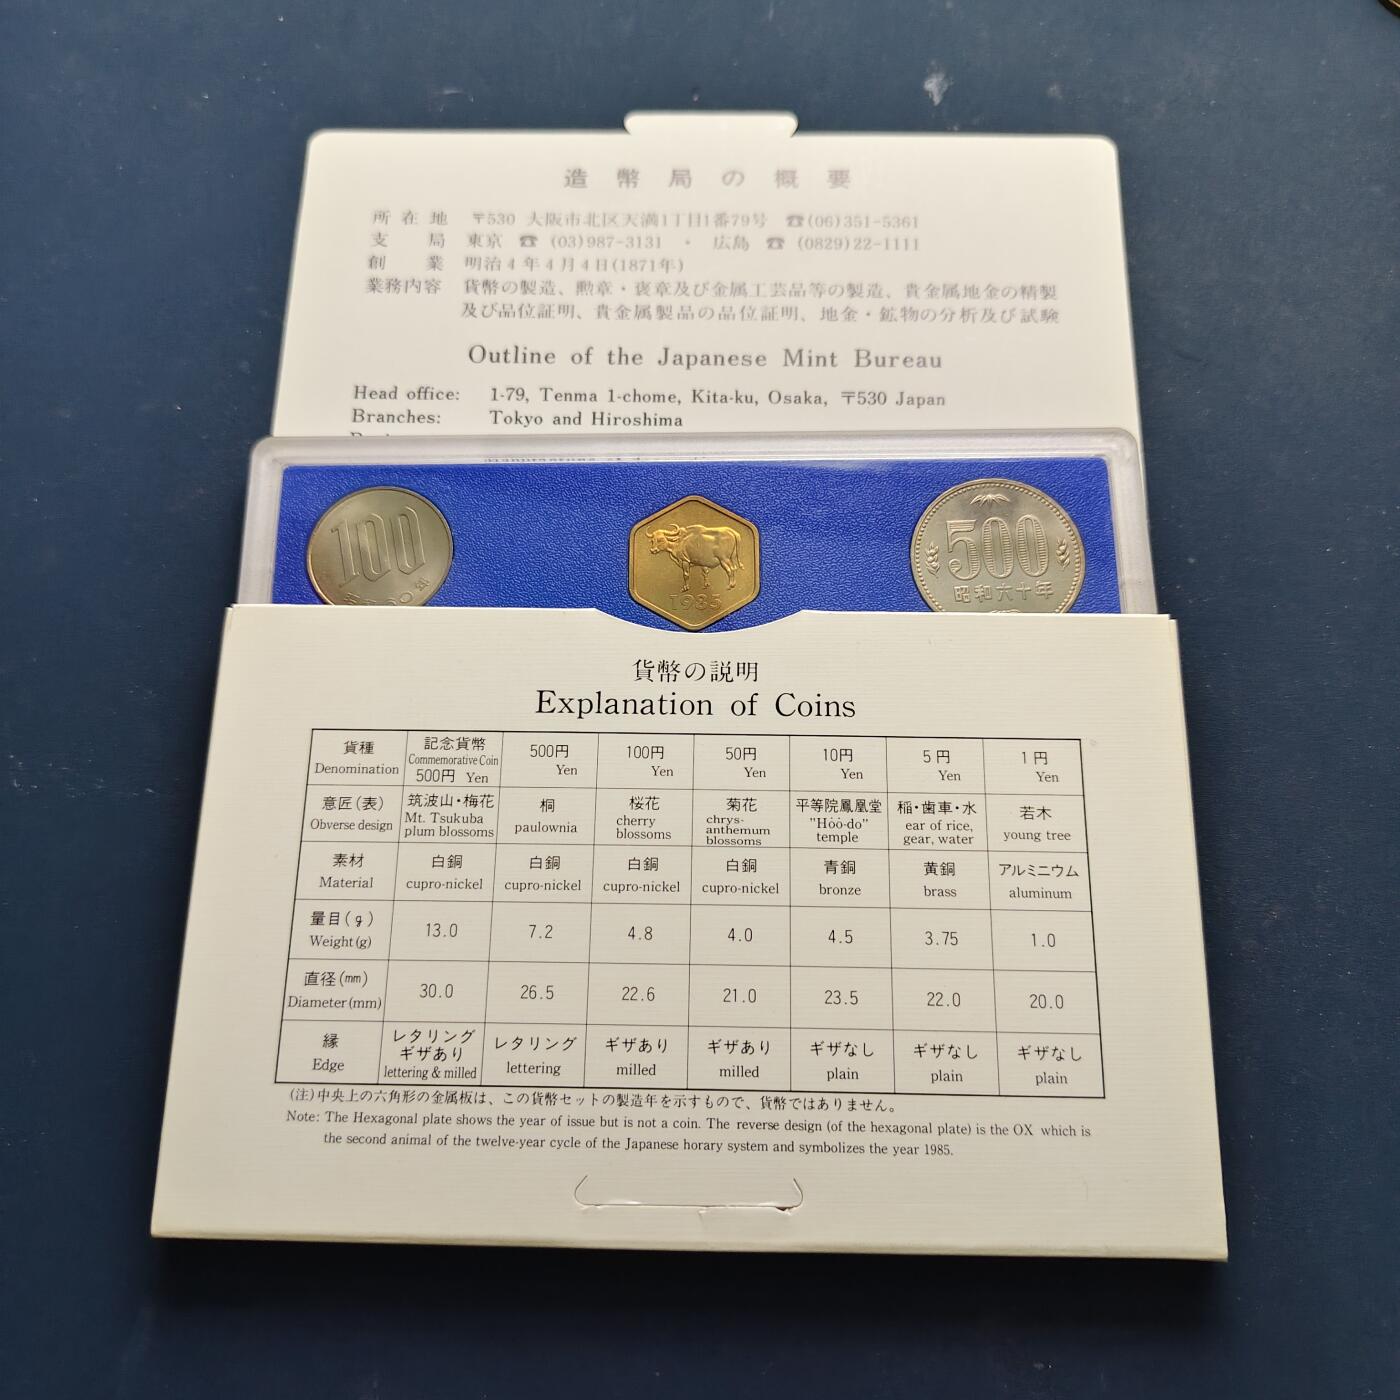 造幣局の概要
所在地 〒530 大阪市北区天満1丁目1番79号 ☎(06)351-5361
支局 東京 ☎ (03)987-3131 ・ 広島 ☎ (0829)22-1111
創業 明治4年4月4日(1871年)
業務内容 貨幣の製造、勲章・褒章及び金属工芸品等の製造、貴金属地金の精製
及び品位証明、貴金属製品の品位証明、地金・鉱物の分析及び試験
Outline of the Japanese Mint Bureau
Head office: 1-79, Tenma 1-chome, Kita-ku, Osaka, 〒530 Japan
Branches: Tokyo and Hiroshima
100
1985
500
昭和六十年
貨幣の説明
Explanation of Coins
貨種 記念貨幣 500円 100円 50円 10円 5円 1円
Denomination Commemorative Coin Yen Yen Yen Yen Yen Yen
500円 Yen
意匠(表) 筑波山・梅花 桐 桜花 菊花 平等院鳳凰堂 稲・歯車・水 若木
Obverse design Mt. Tsukuba paulownia cherry chrys- "Hôô-do" ear of rice, young tree
plum blossoms blossoms anthemum temple gear, water
blossoms
素材 白銅 白銅 白銅 白銅 青銅 黄銅 アルミニウム
Material cupro-nickel cupro-nickel cupro-nickel cupro-nickel bronze brass aluminum
量目(g) 13.0 7.2 4.8 4.0 4.5 3.75 1.0
Weight(g)
直径(mm) 30.0 26.5 22.6 21.0 23.5 22.0 20.0
Diameter(mm)
縁 レタリング レタリング ギザあり ギザあり ギザなし ギザなし ギザなし
ギザあり
Edge lettering & milled lettering milled milled plain plain plain
(注)中央上の六角形の金属板は、この貨幣セットの製造年を示すもので、貨幣ではありません。
Note: The Hexagonal plate shows the year of issue but is not a coin. The reverse design (of the hexagonal plate) is the OX which is
the second animal of the twelve-year cycle of the Japanese horary system and symbolizes the year 1985.